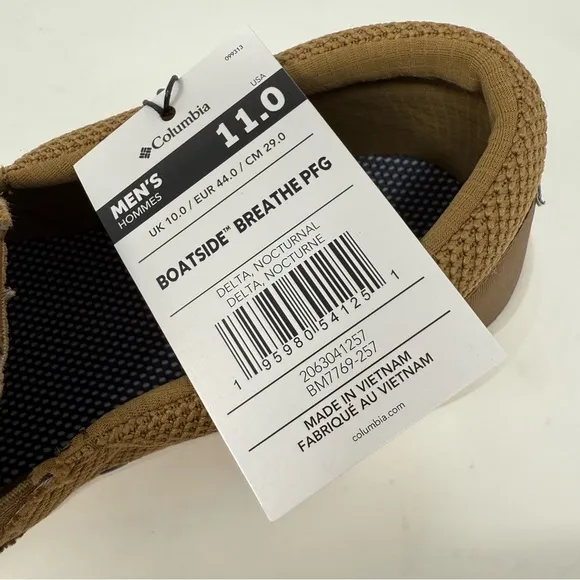 099313
Columbia
USA
MEN'S 11.0
HOMMES
UK 10.0 / EUR 44.0 / CM 29.0
BOATSIDE™ BREATHE PFG
DELTA, NOCTURNAL
DELTA, NOCTURNE
1 95980 54125 1
2063041257
BM7769-257
MADE IN VIETNAM
FABRIQUÉ AU VIETNAM
columbia.com